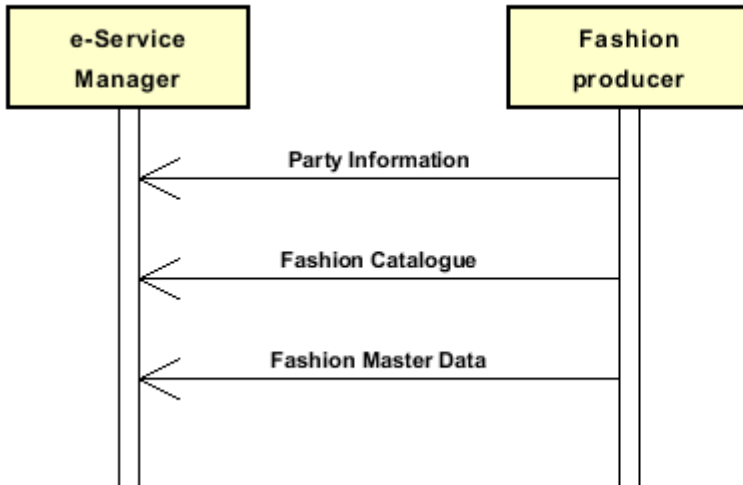 e-Service
Manager
Fashion
producer
Party Information
Fashion Catalogue
Fashion Master Data